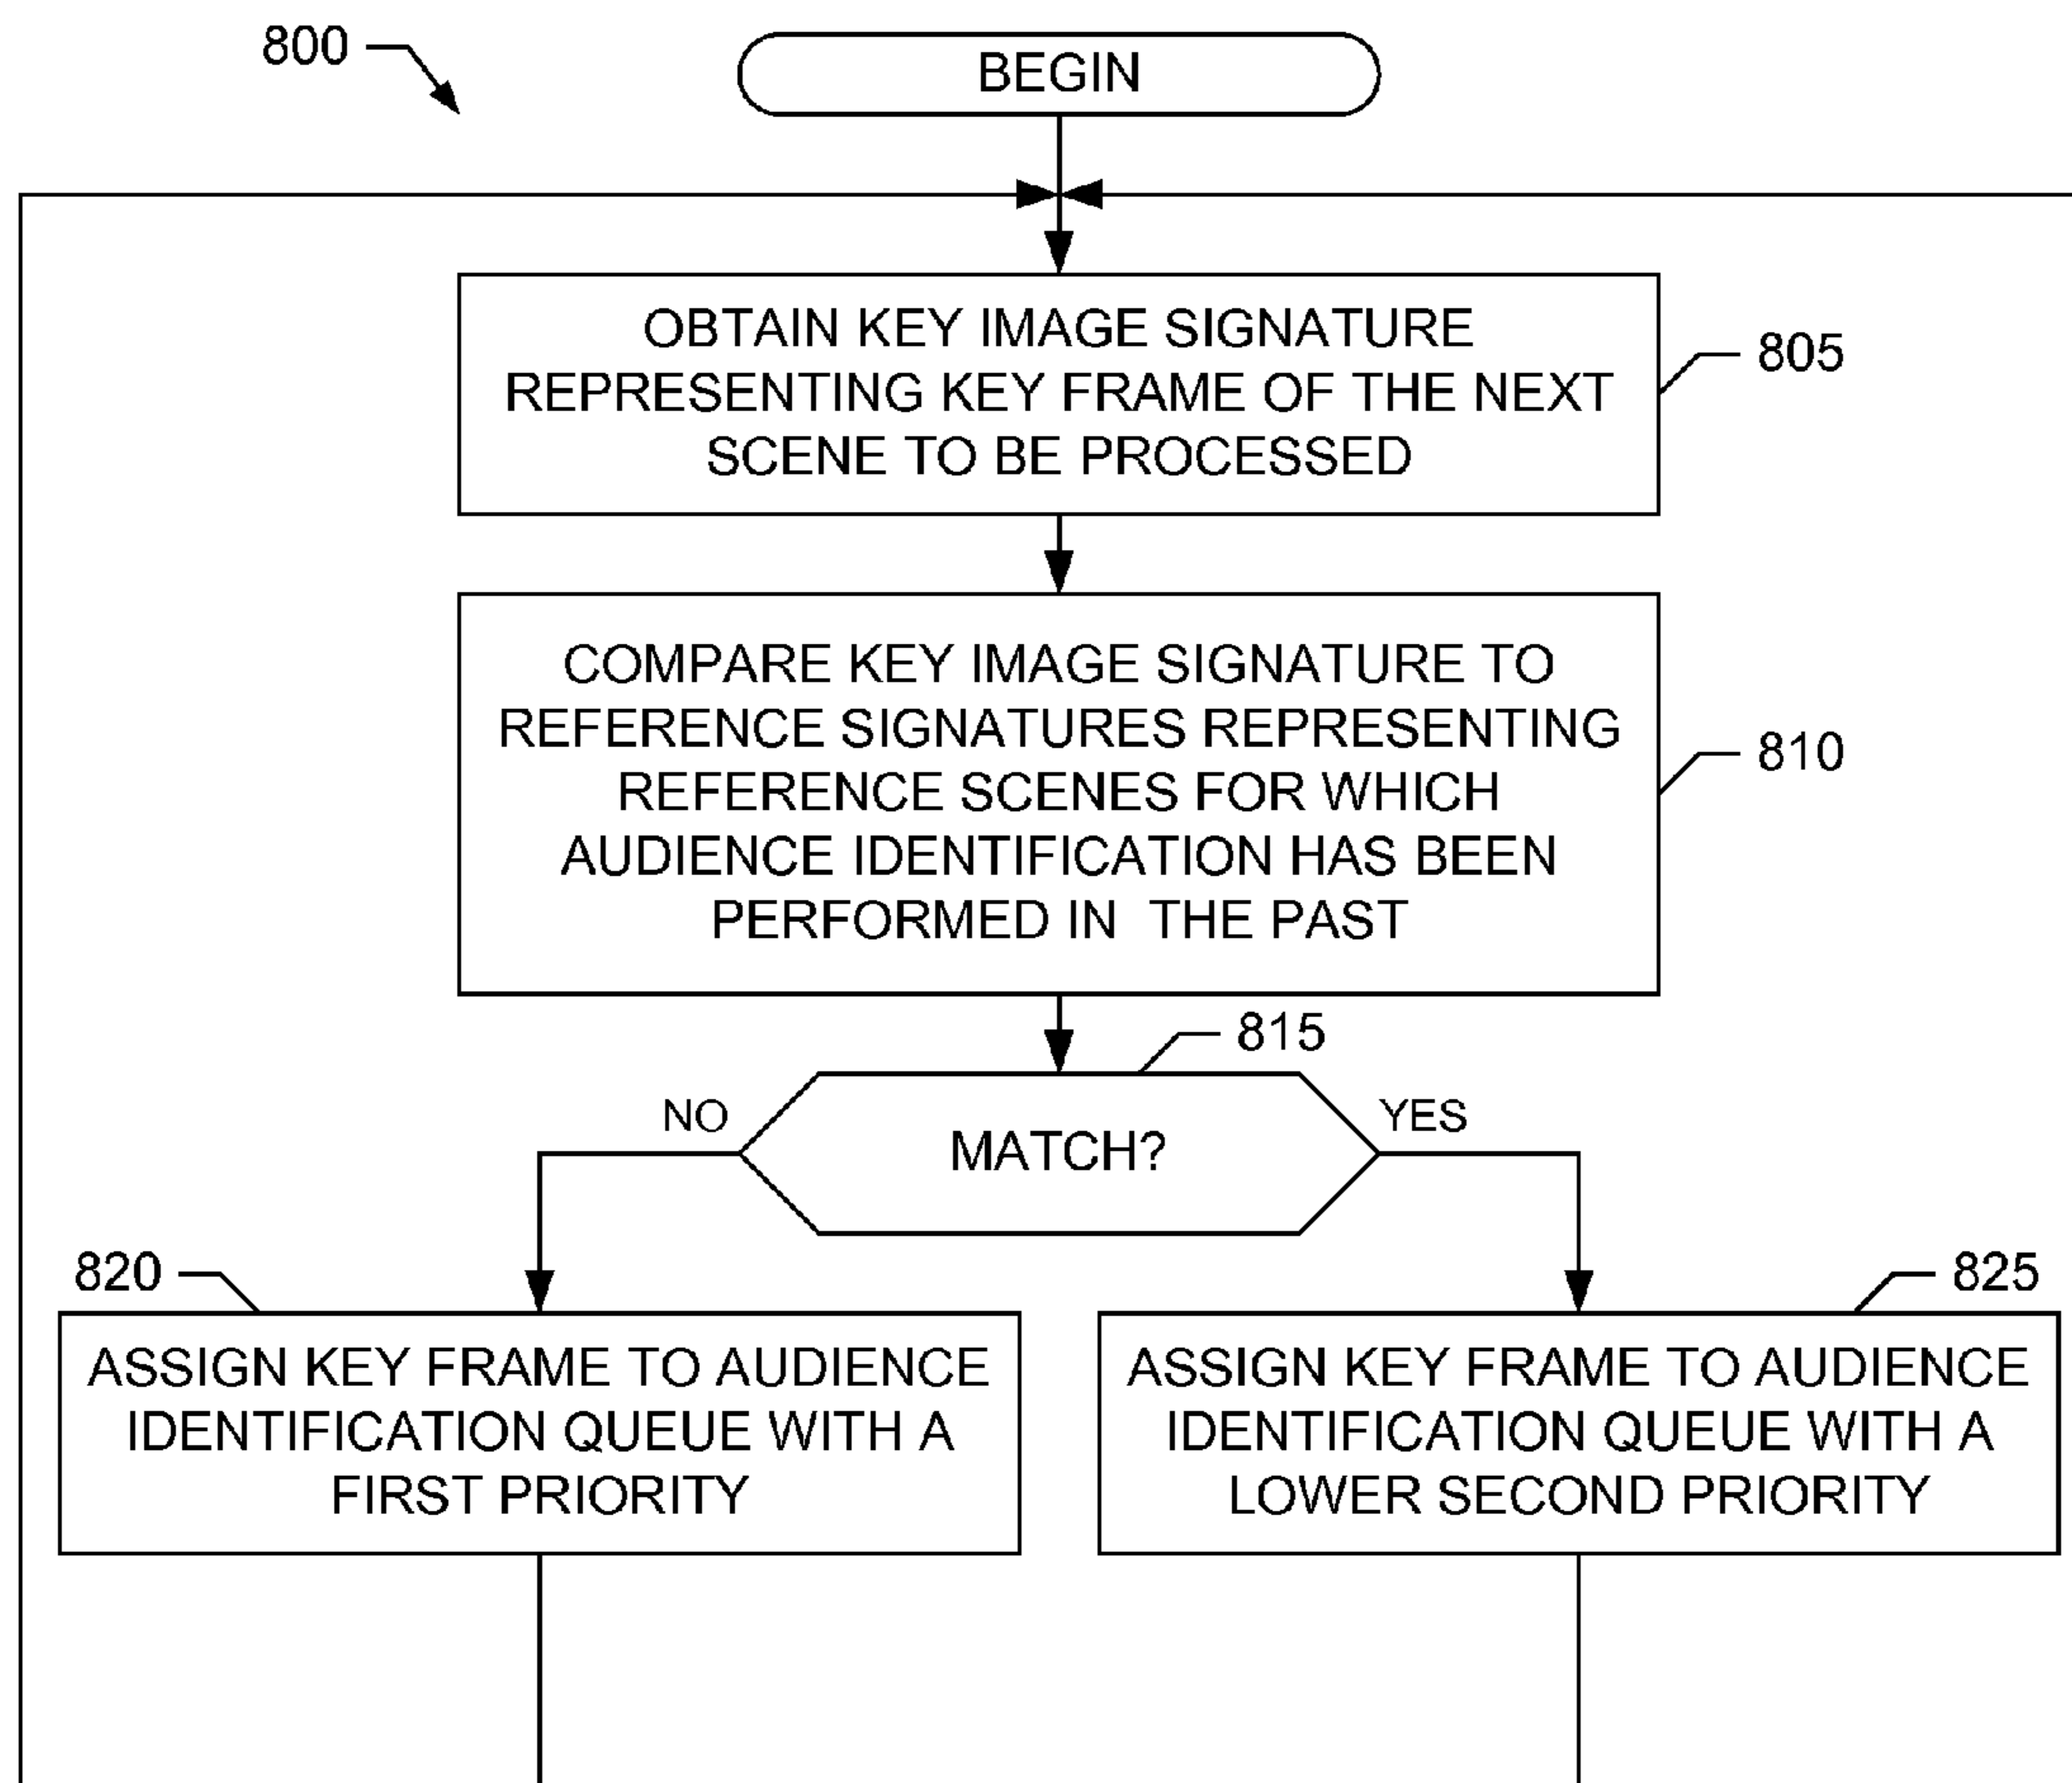 800
BEGIN
OBTAIN KEY IMAGE SIGNATURE
REPRESENTING KEY FRAME OF THE NEXT
SCENE TO BE PROCESSED
805
COMPARE KEY IMAGE SIGNATURE TO
REFERENCE SIGNATURES REPRESENTING
REFERENCE SCENES FOR WHICH
AUDIENCE IDENTIFICATION HAS BEEN
PERFORMED IN THE PAST
810
815
NO
MATCH?
YES
820
ASSIGN KEY FRAME TO AUDIENCE
IDENTIFICATION QUEUE WITH A
FIRST PRIORITY
825
ASSIGN KEY FRAME TO AUDIENCE
IDENTIFICATION QUEUE WITH A
LOWER SECOND PRIORITY